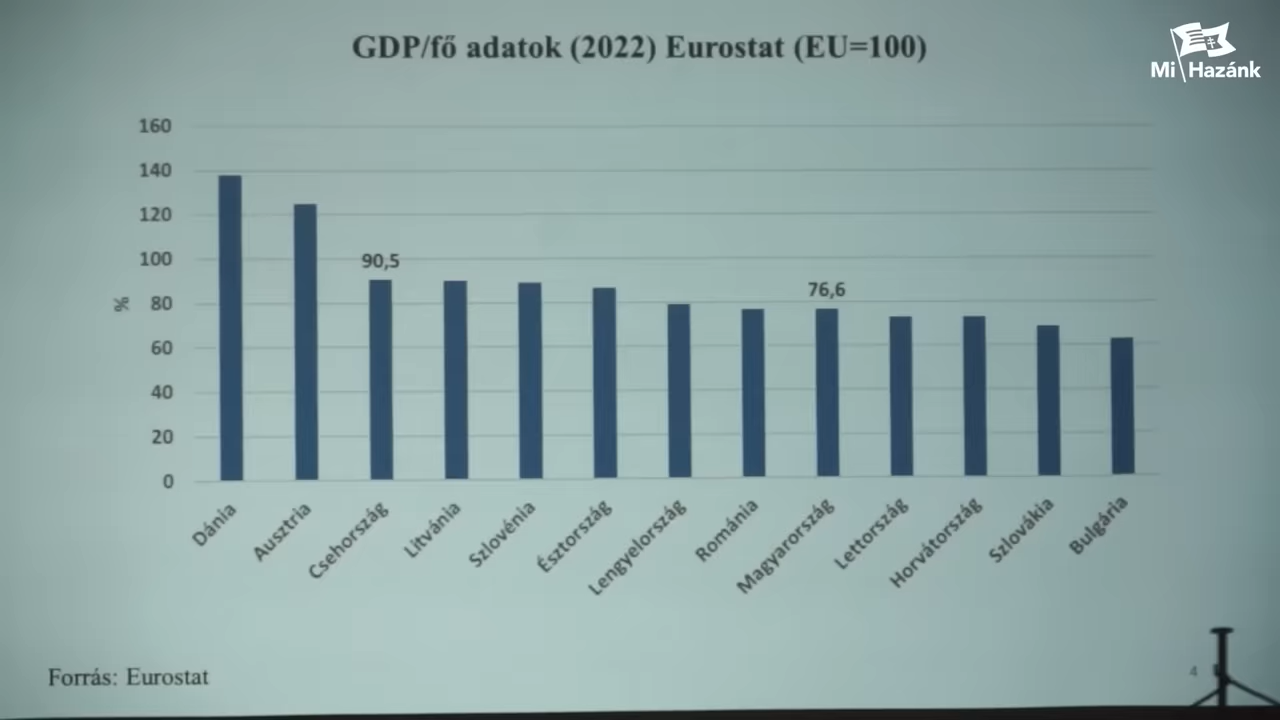 GDP/fő adatok (2022) Eurostat (EU=100)
Mi Hazánk
160
140
120
100
80
60
40
20
0
%
90,5
76,6
Dánia
Ausztria
Csehország
Litvánia
Szlovénia
Észtország
Lengyelország
Románia
Magyarország
Lettország
Horvátország
Szlovákia
Bulgária
Forrás: Eurostat
4